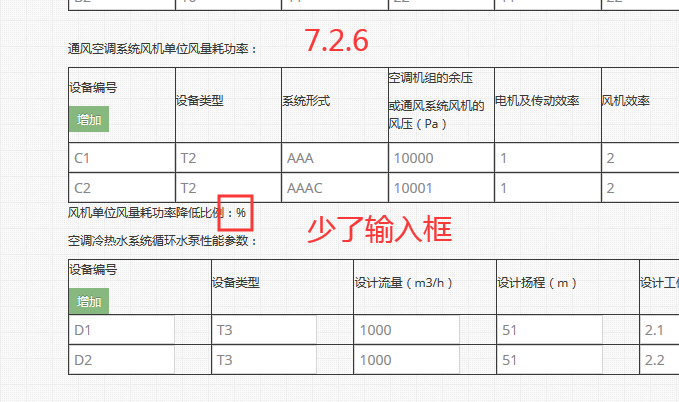 7.2.6
通风空调系统风机单位风量耗功率：
设备编号
增加
设备类型
系统形式
空调机组的余压
或通风系统风机的
风压（Pa）
电机及传动效率
风机效率
C1 T2 AAA 10000 1 2
C2 T2 AAAC 10001 1 2
风机单位风量耗功率降低比例：%
少了输入框
空调冷热水系统循环水泵性能参数：
设备编号
增加
设备类型
设计流量（m3/h）
设计扬程（m）
设计工
D1 T3 1000 51 2.1
D2 T3 1000 51 2.2